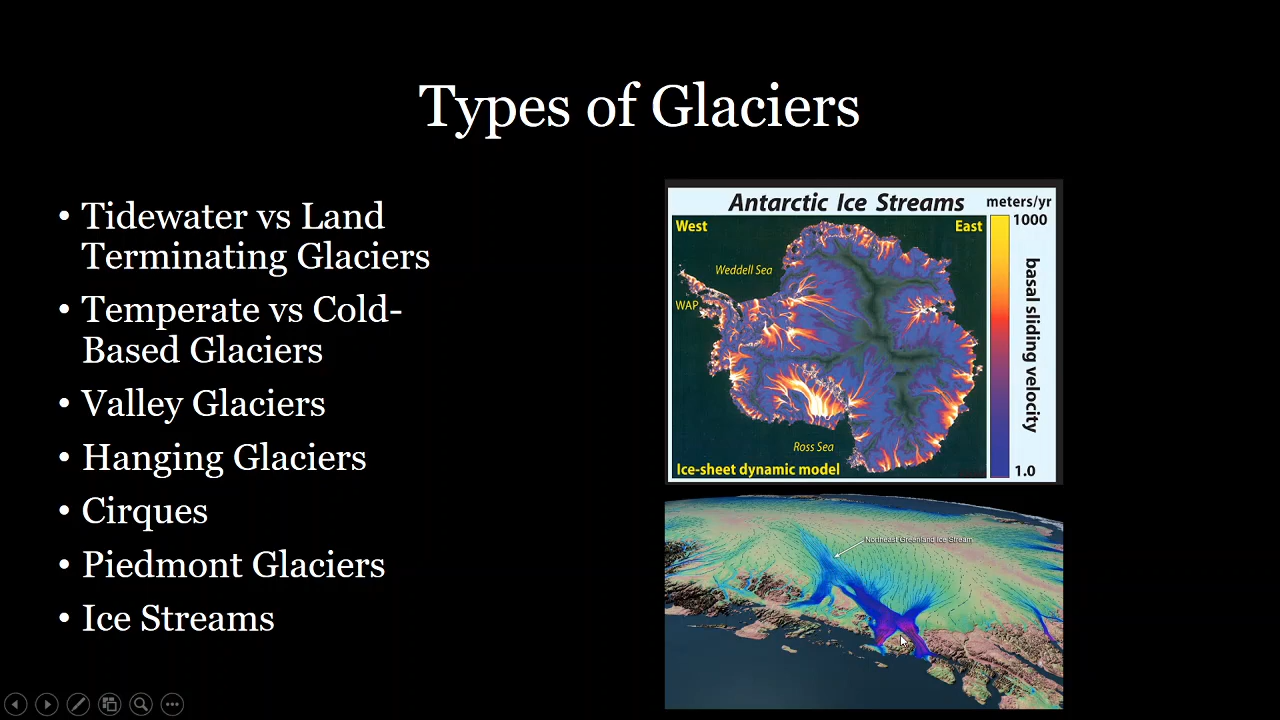 Types of Glaciers
• Tidewater vs Land
Terminating Glaciers
• Temperate vs Cold-
Based Glaciers
• Valley Glaciers
• Hanging Glaciers
• Cirques
• Piedmont Glaciers
• Ice Streams
Antarctic Ice Streams
meters/yr
1000
West
East
Weddell Sea
WAP
basal sliding velocity
Ross Sea
Ice-sheet dynamic model
1.0
Northeast Greenland Ice Stream